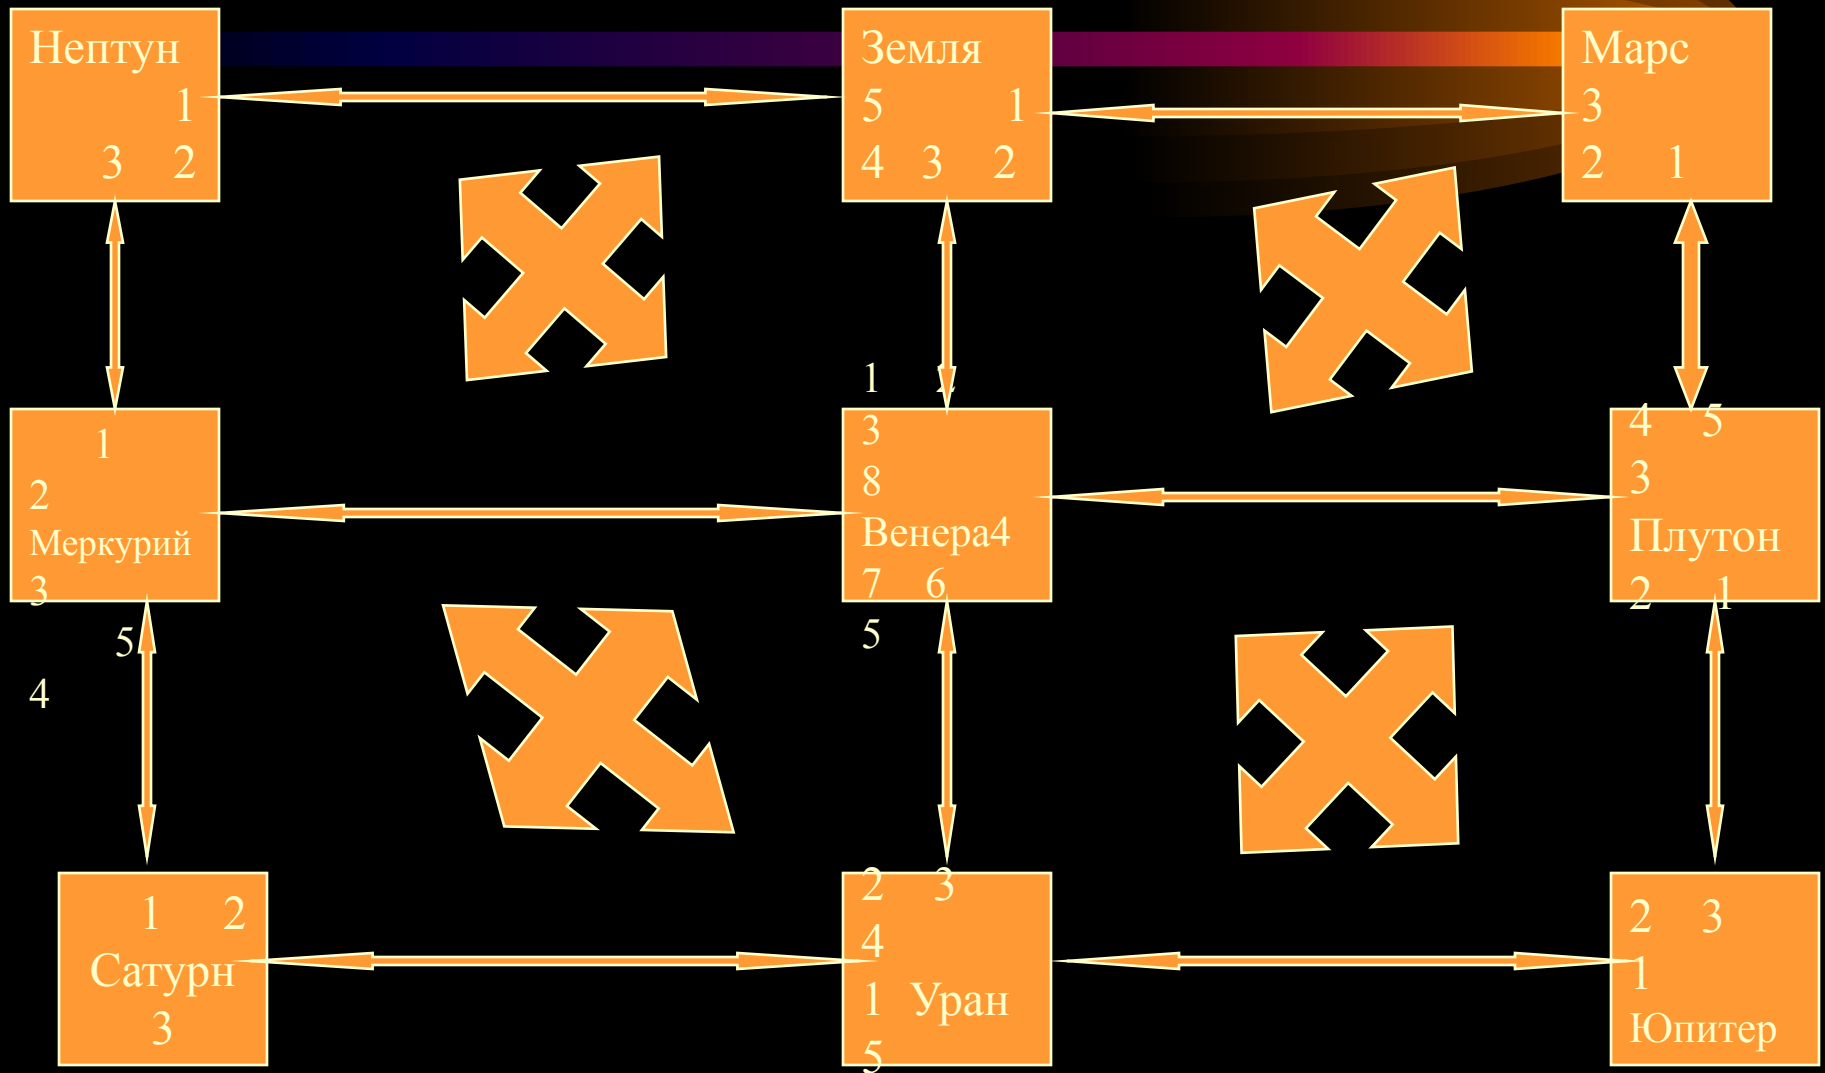 Нептун
1
3 2
Земля
5 1
4 3 2
Марс
3
2 1
1
2
Меркурий
3
5
4
1 2
3
8
Венера4
7 6
5
4 5
3
Плутон
2 1
1 2
Сатурн
3
2 3
4
1 Уран
5
2 3
1
Юпитер